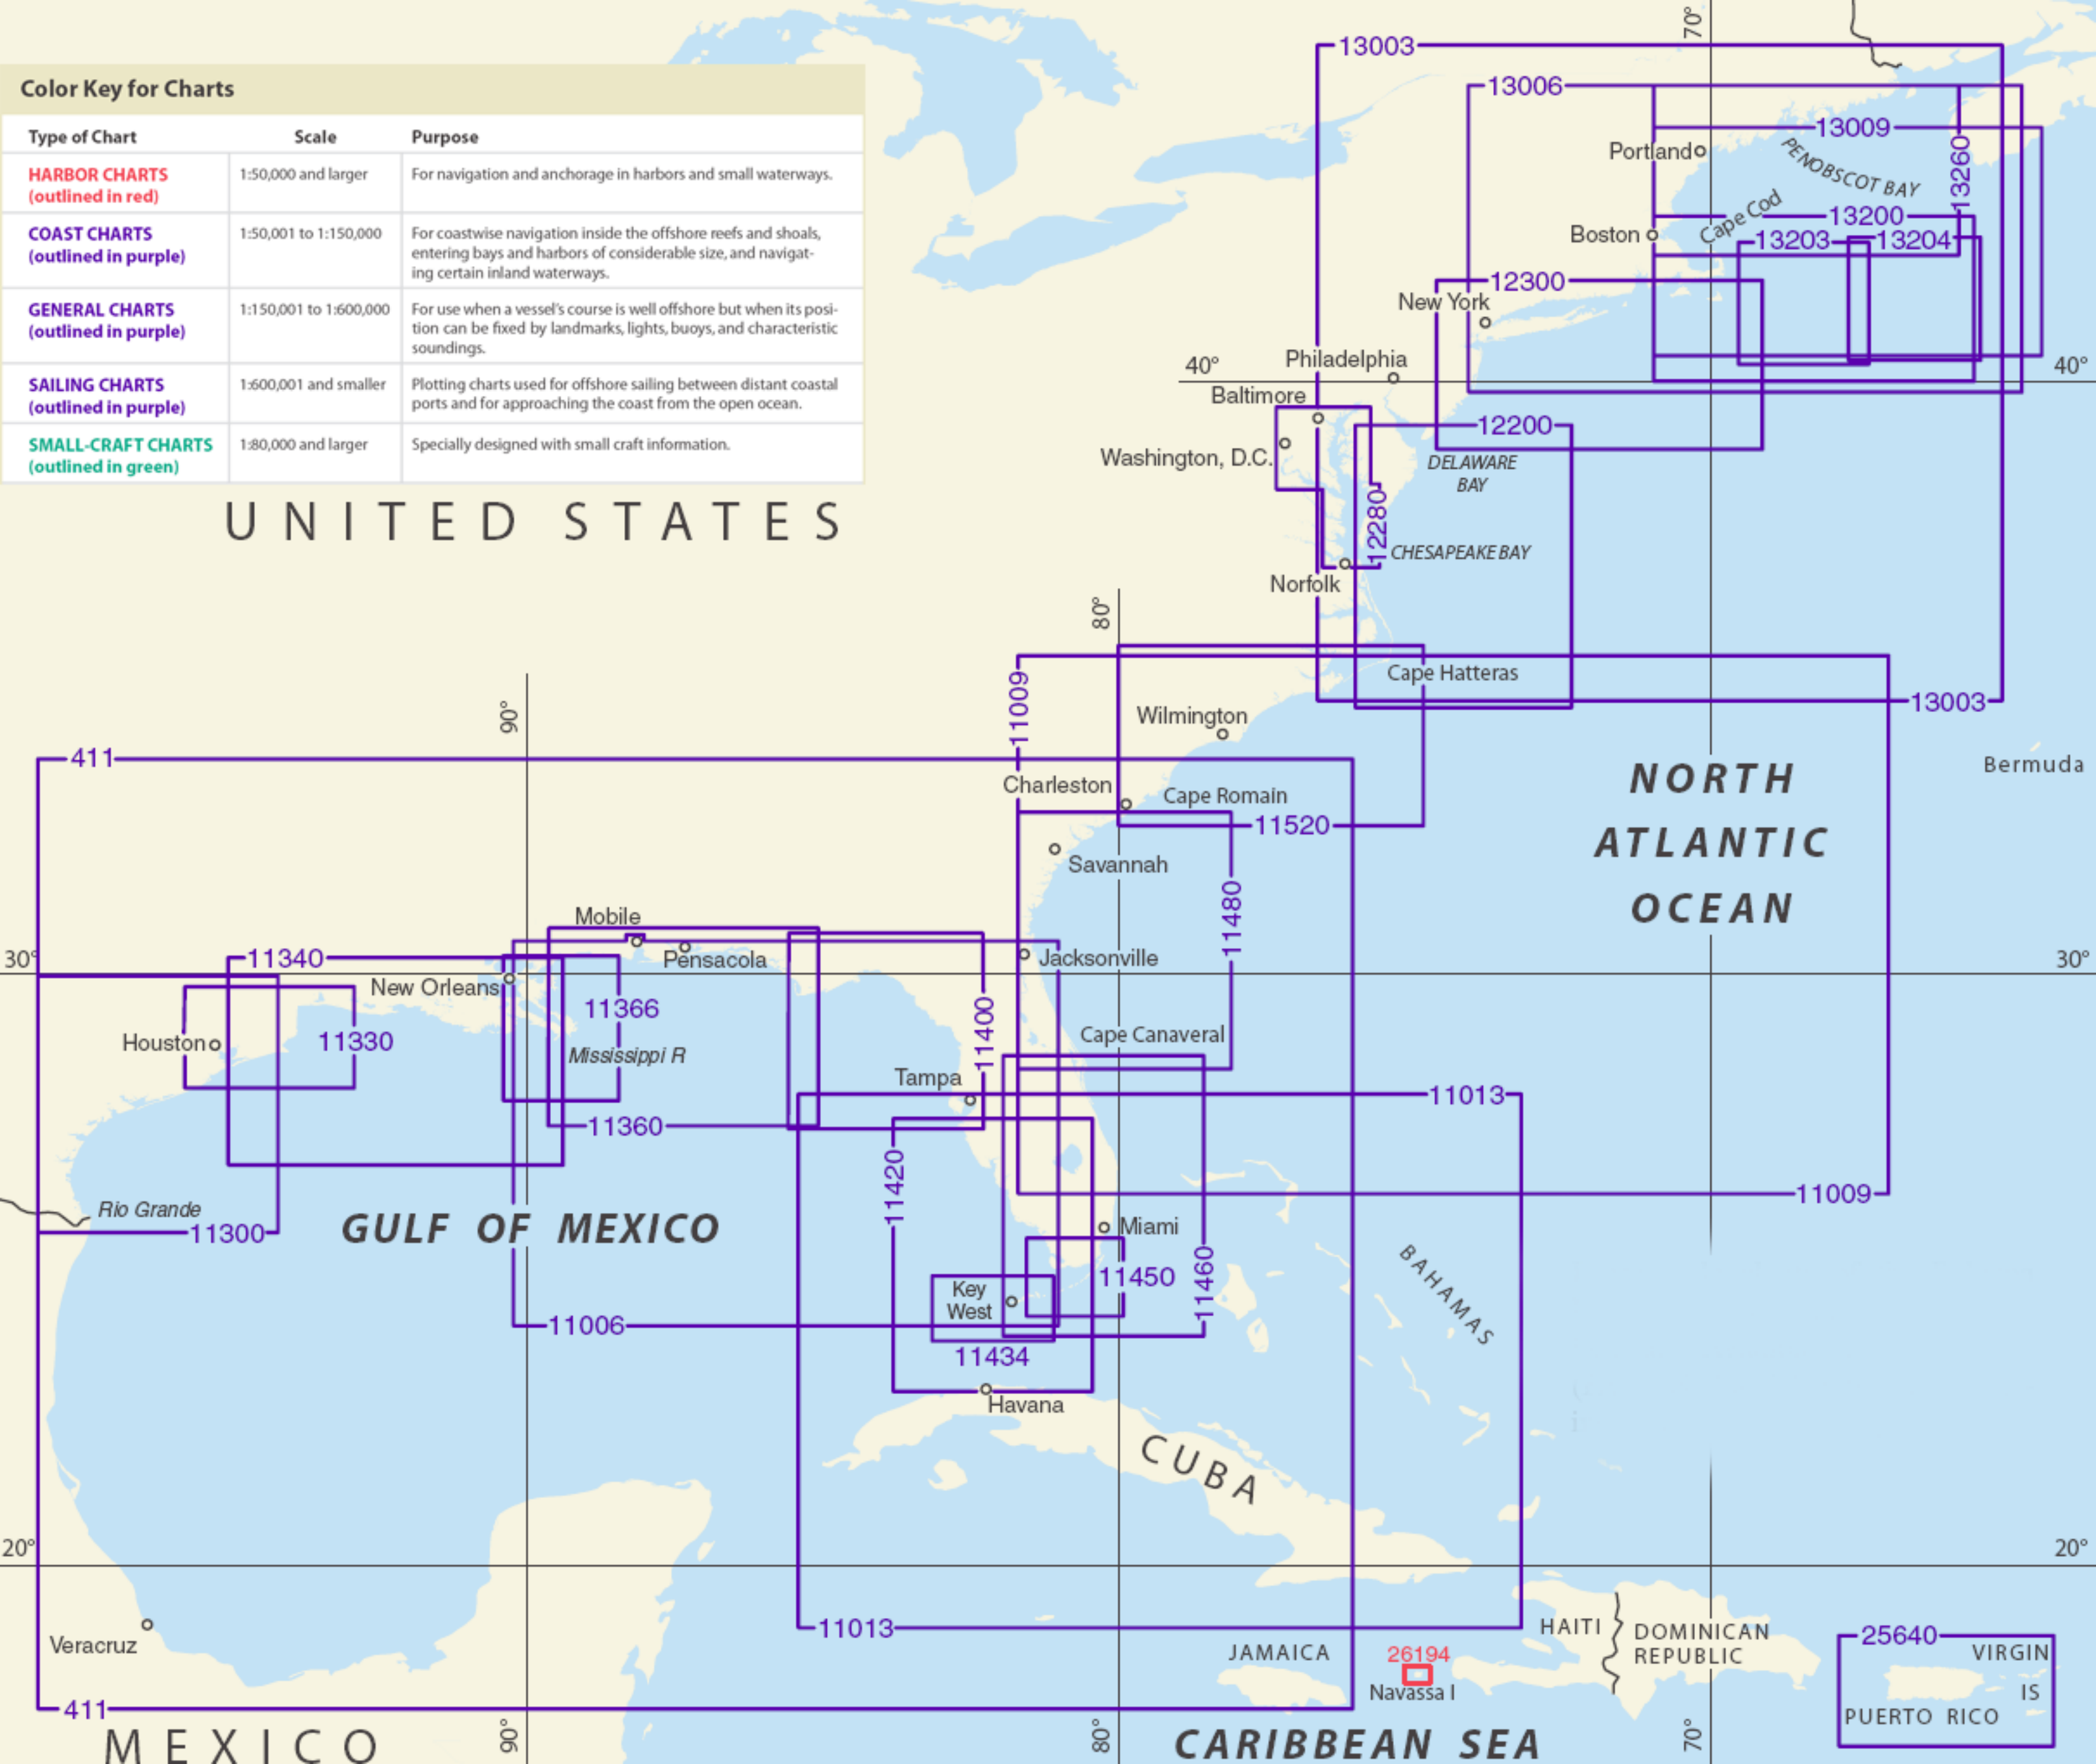 Color Key for Charts
Type of Chart Scale Purpose
HARBOR CHARTS
(outlined in red)
1:50,000 and larger
For navigation and anchorage in harbors and small waterways.
COAST CHARTS
(outlined in purple)
1:50,001 to 1:150,000
For coastwise navigation inside the offshore reefs and shoals,
entering bays and harbors of considerable size, and navigat-
ing certain inland waterways.
GENERAL CHARTS
(outlined in purple)
1:150,001 to 1:600,000
For use when a vessel's course is well offshore but when its posi-
tion can be fixed by landmarks, lights, buoys, and characteristic
soundings.
SAILING CHARTS
(outlined in purple)
1:600,001 and smaller
Plotting charts used for offshore sailing between distant coastal
ports and for approaching the coast from the open ocean.
SMALL-CRAFT CHARTS
(outlined in green)
1:80,000 and larger
Specially designed with small craft information.
UNITED STATES
70°
13003
13006
13009
Portland
PENOBSCOT BAY
13260
Cape Cod
13200
Boston
13203
13204
12300
New York
Philadelphia
40°
40°
Baltimore
12200
Washington, D.C.
DELAWARE
BAY
12280
CHESAPEAKE BAY
Norfolk
80°
Cape Hatteras
11009
13003
90°
Wilmington
411
Bermuda
NORTH
ATLANTIC
OCEAN
Charleston
Cape Romain
11520
Savannah
11480
Mobile
30°
11340
Pensacola
Jacksonville
30°
New Orleans
11366
11400
Houston
11330
Mississippi R
Cape Canaveral
Tampa
11013
11360
11420
11009
Rio Grande
11300
GULF OF MEXICO
Miami
11450
11460
BAHAMAS
Key
West
11006
11434
Havana
CUBA
20°
20°
Veracruz
11013
HAITI
DOMINICAN
REPUBLIC
JAMAICA
26194
Navassa I
25640
VIRGIN
IS
PUERTO RICO
411
MEXICO
90°
80°
CARIBBEAN SEA
70°